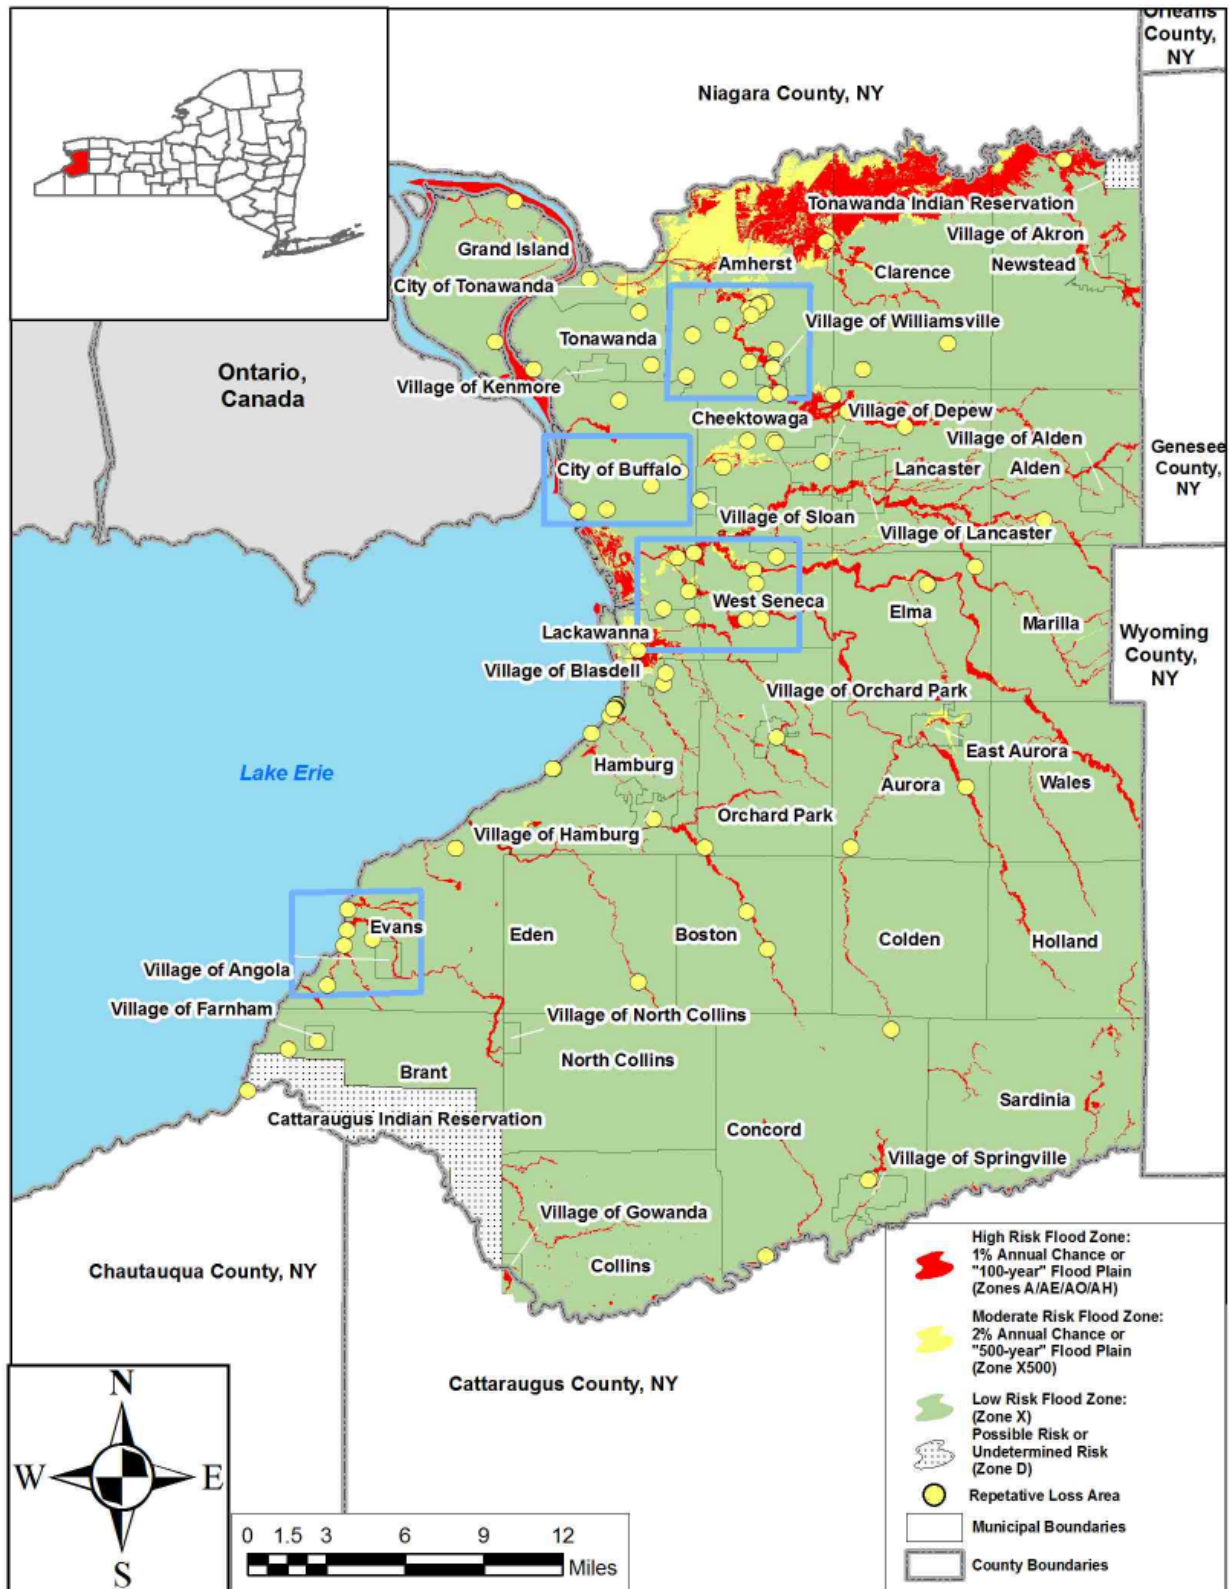 Orleans
County,
NY
Niagara County, NY
Tonawanda Indian Reservation
Village of Akron
Newstead
Grand Island
Amherst
Clarence
City of Tonawanda
Village of Williamsville
Tonawanda
Ontario,
Canada
Village of Kenmore
Cheektowaga
Village of Depew
Village of Alden
City of Buffalo
Lancaster
Alden
Genesee
County,
NY
Village of Sloan
Village of Lancaster
West Seneca
Elma
Marilla
Lackawanna
Wyoming
County,
NY
Village of Blasdell
Village of Orchard Park
East Aurora
Lake Erie
Hamburg
Aurora
Wales
Orchard Park
Village of Hamburg
Evans
Eden
Boston
Colden
Holland
Village of Angola
Village of Farnham
Village of North Collins
North Collins
Brant
Sardinia
Cattaraugus Indian Reservation
Concord
Village of Springville
Village of Gowanda
Collins
Chautauqua County, NY
Cattaraugus County, NY
High Risk Flood Zone:
1% Annual Chance or
"100-year" Flood Plain
(Zones A/AE/AO/AH)
Moderate Risk Flood Zone:
2% Annual Chance or
"500-year" Flood Plain
(Zone X500)
Low Risk Flood Zone:
(Zone X)
Possible Risk or
Undetermined Risk
(Zone D)
Repetative Loss Area
Municipal Boundaries
County Boundaries
N
W E
S
0 1.5 3 6 9 12
Miles